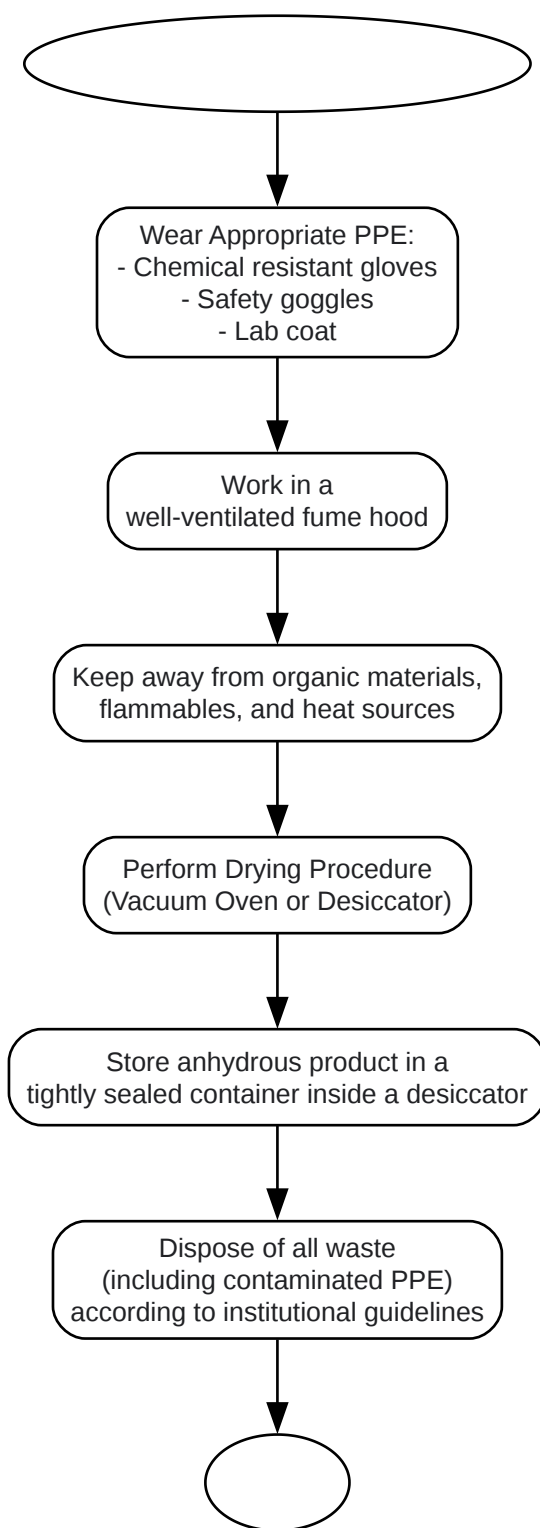 Wear Appropriate PPE:
- Chemical resistant gloves
- Safety goggles
- Lab coat
Work in a
well-ventilated fume hood
Keep away from organic materials,
flammables, and heat sources
Perform Drying Procedure
(Vacuum Oven or Desiccator)
Store anhydrous product in a
tightly sealed container inside a desiccator
Dispose of all waste
(including contaminated PPE)
according to institutional guidelines